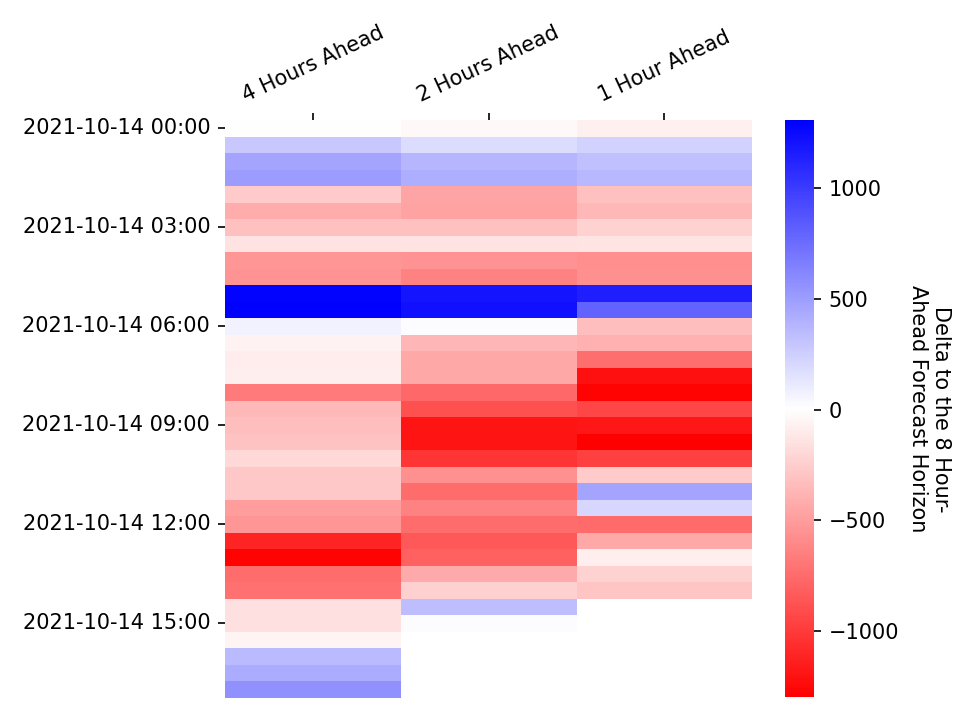 4 Hours Ahead
2 Hours Ahead
1 Hour Ahead
2021-10-14 00:00
2021-10-14 03:00
2021-10-14 06:00
2021-10-14 09:00
2021-10-14 12:00
2021-10-14 15:00
1000
500
0
−500
−1000
Delta to the 8 Hour-
Ahead Forecast Horizon